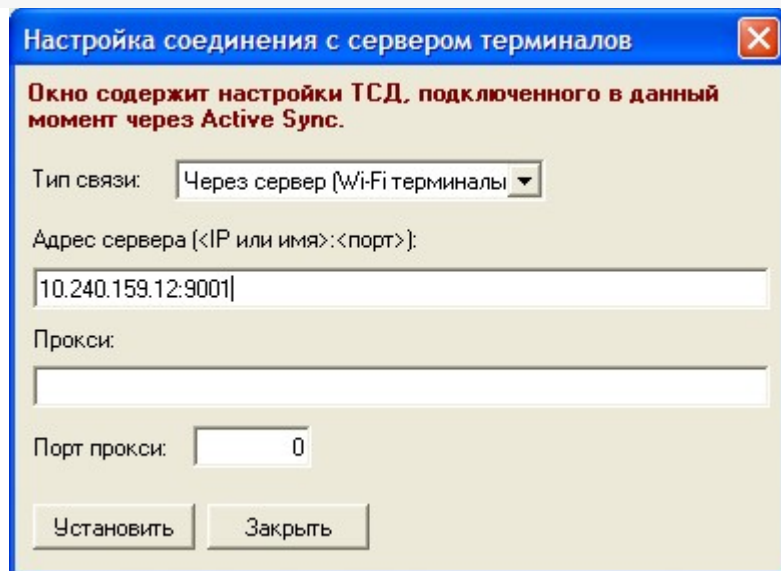 Настройка соединения с сервером терминалов
Окно содержит настройки ТСД, подключенного в данный
момент через Active Sync.
Тип связи: Через сервер (Wi-Fi терминалы
Адрес сервера (<IP или имя>:<порт>):
10.240.159.12:9001
Прокси:
Порт прокси: 0
Установить Закрыть